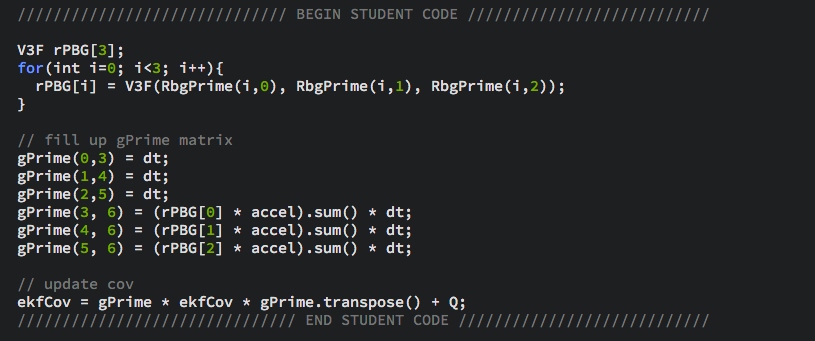 ////////////////////////////// BEGIN STUDENT CODE ///////////////////////////
V3F rPBG[3];
for(int i=0; i<3; i++){
rPBG[i] = V3F(RbgPrime(i,0), RbgPrime(i,1), RbgPrime(i,2));
}
// fill up gPrime matrix
gPrime(0,3) = dt;
gPrime(1,4) = dt;
gPrime(2,5) = dt;
gPrime(3, 6) = (rPBG[0] * accel).sum() * dt;
gPrime(4, 6) = (rPBG[1] * accel).sum() * dt;
gPrime(5, 6) = (rPBG[2] * accel).sum() * dt;
// update cov
ekfCov = gPrime * ekfCov * gPrime.transpose() + Q;
/////////////////////////////// END STUDENT CODE ////////////////////////////